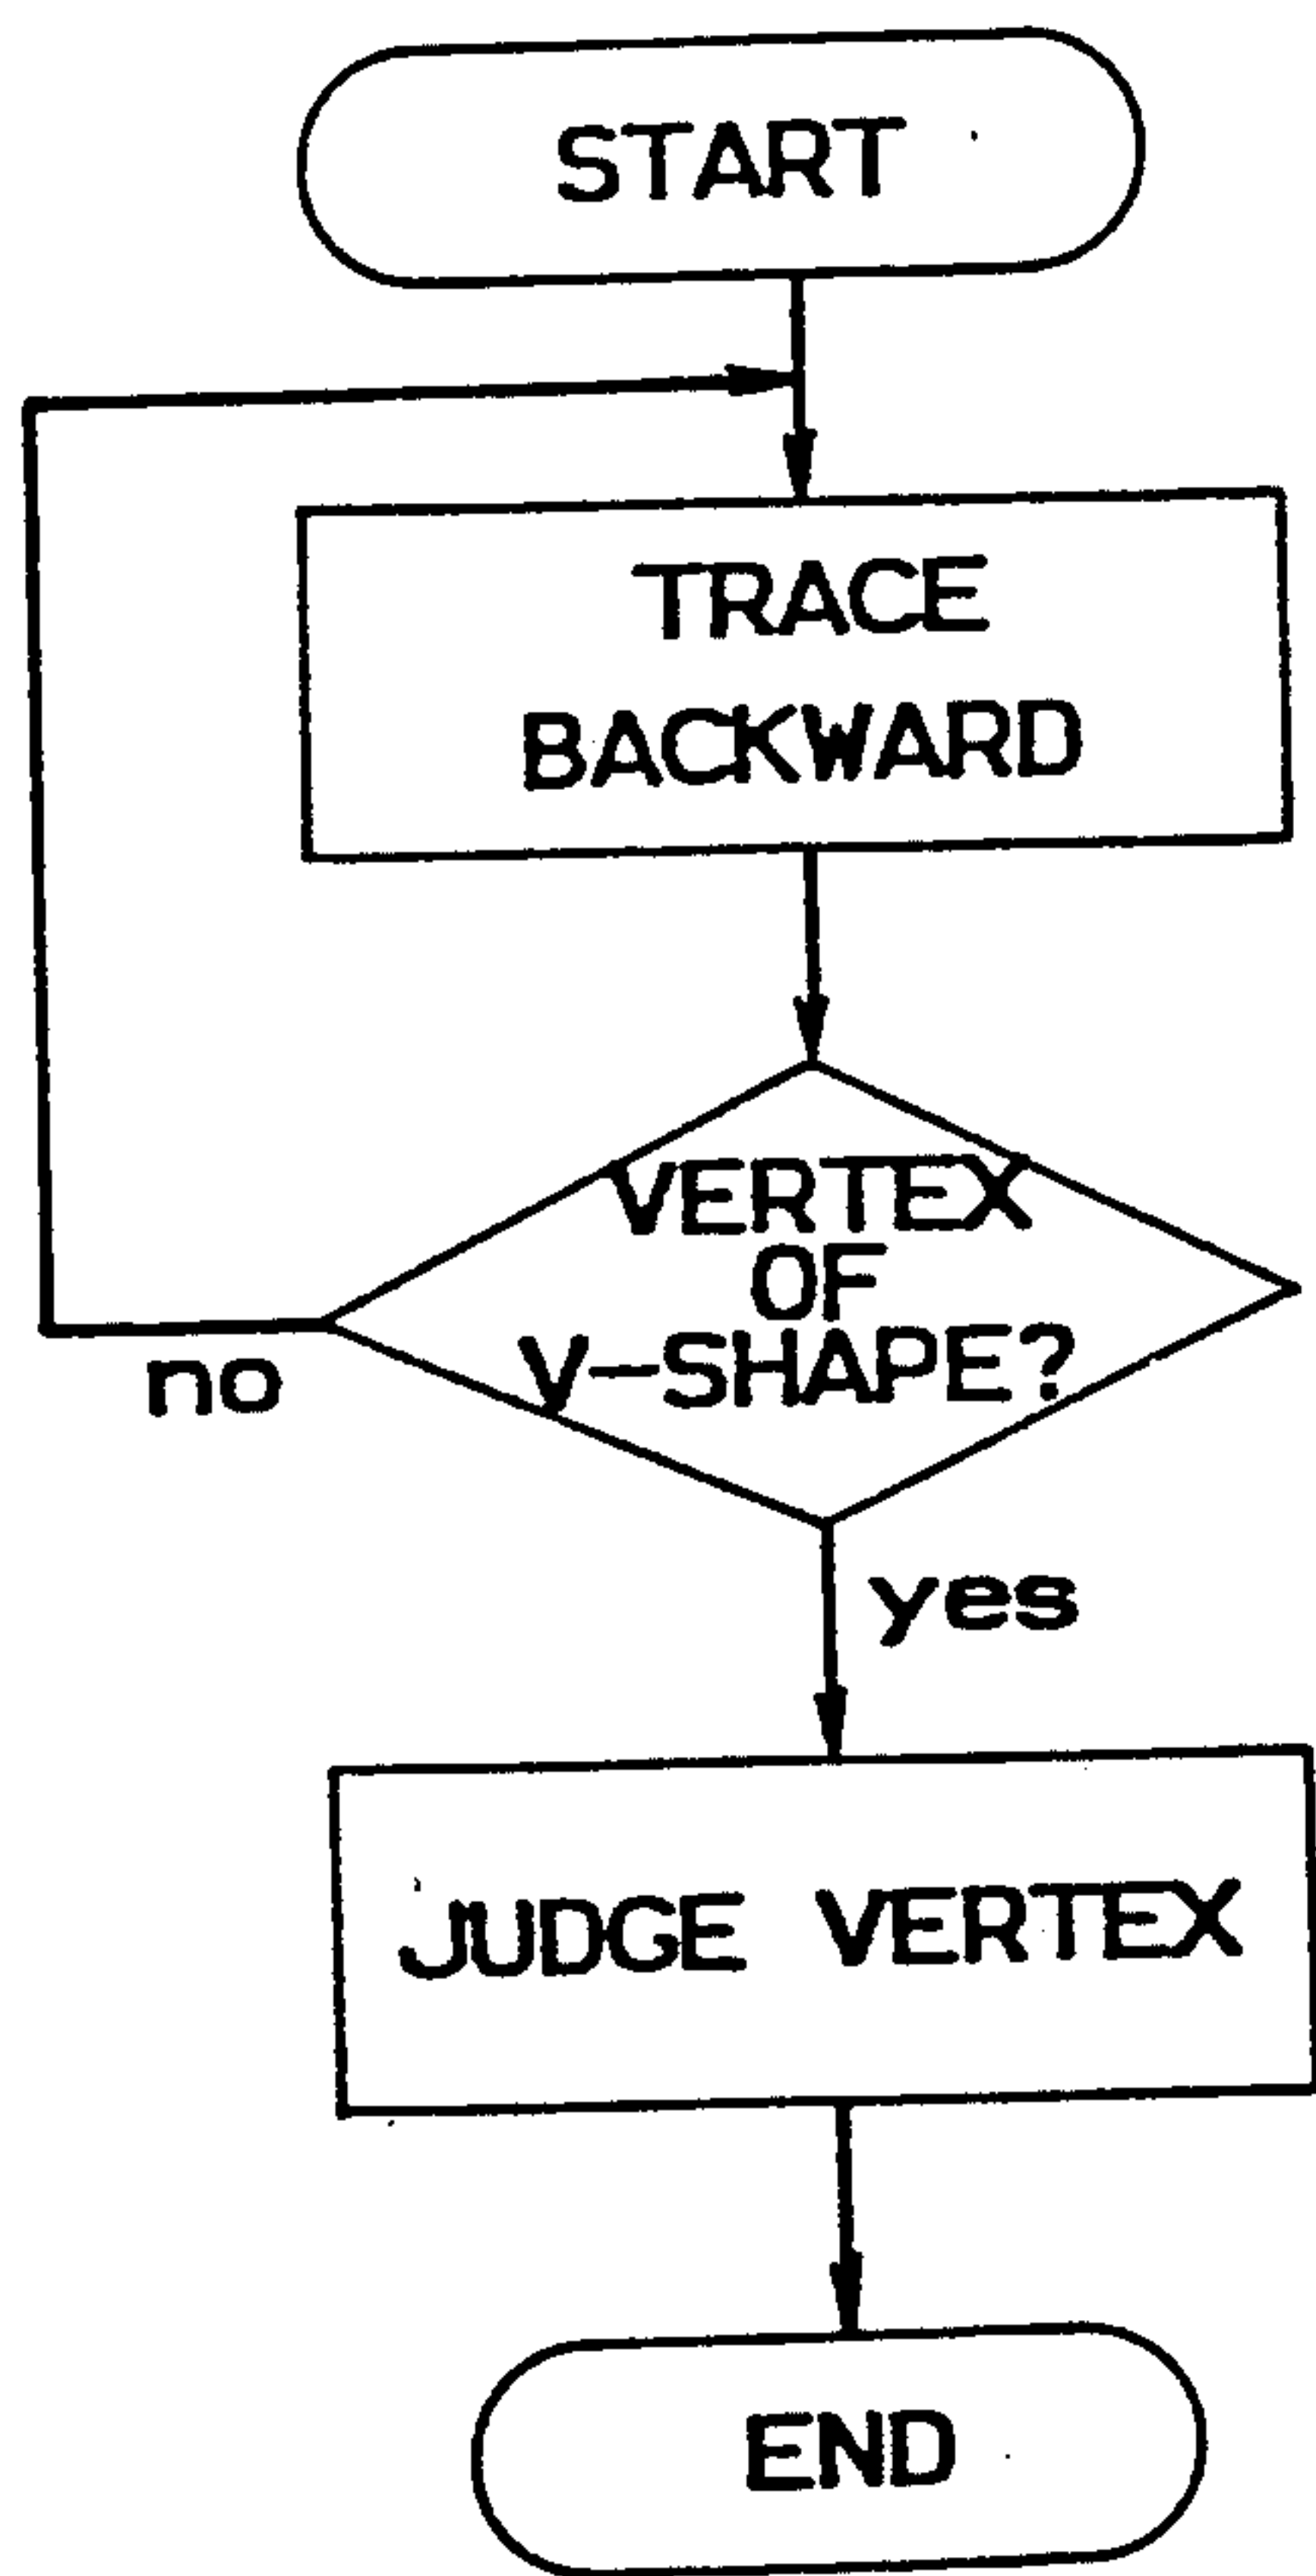 START
TRACE
BACKWARD
VERTEX
OF
V-SHAPE?
no
yes
JUDGE VERTEX
END